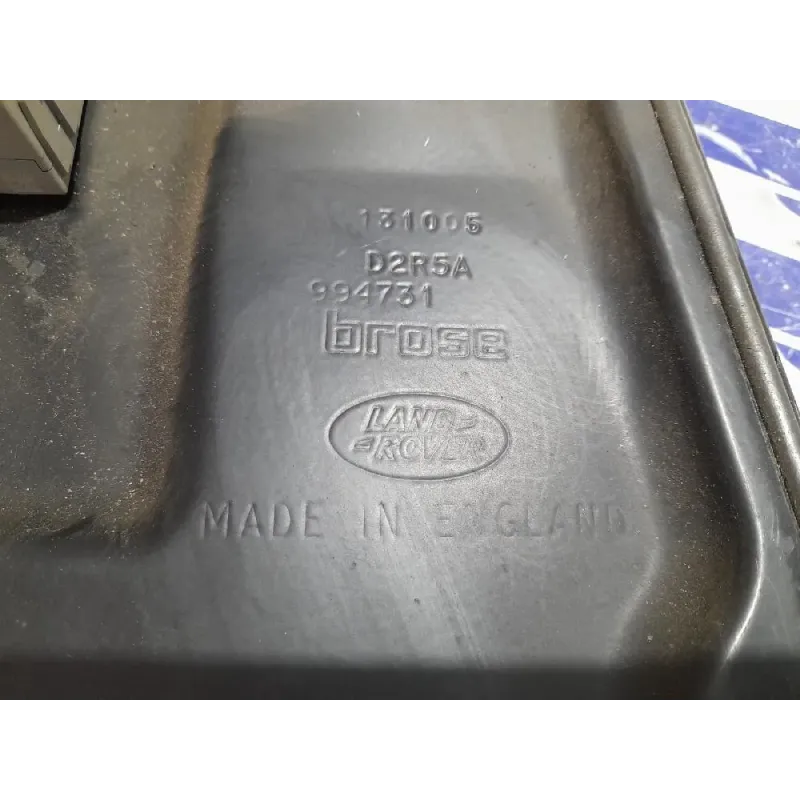 131005
D2R5A
994731
brose
LAND
ROVER
MADE IN ENGLAND